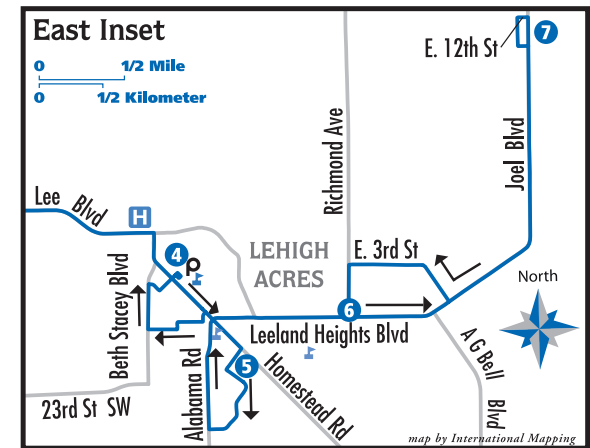 East Inset
0 1/2 Mile
0 1/2 Kilometer
E. 12th St
7
Joel Blvd
Richmond Ave
Lee Blvd
H
4
P
LEHIGH
ACRES
E. 3rd St
North
Beth Stacey Blvd
6
Leeland Heights Blvd
A G Bell Blvd
Alabama Rd
5
Homestead Rd
23rd St SW
map by International Mapping